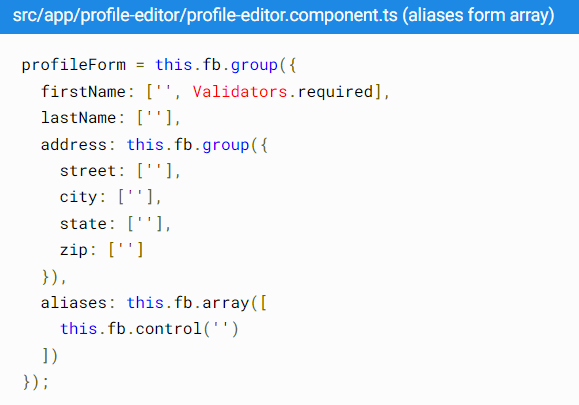 src/app/profile-editor/profile-editor.component.ts (aliases form array)
profileForm = this.fb.group({
  firstName: ['', Validators.required],
  lastName: [''],
  address: this.fb.group({
    street: [''],
    city: [''],
    state: [''],
    zip: ['']
  }),
  aliases: this.fb.array([
    this.fb.control('')
  ])
});